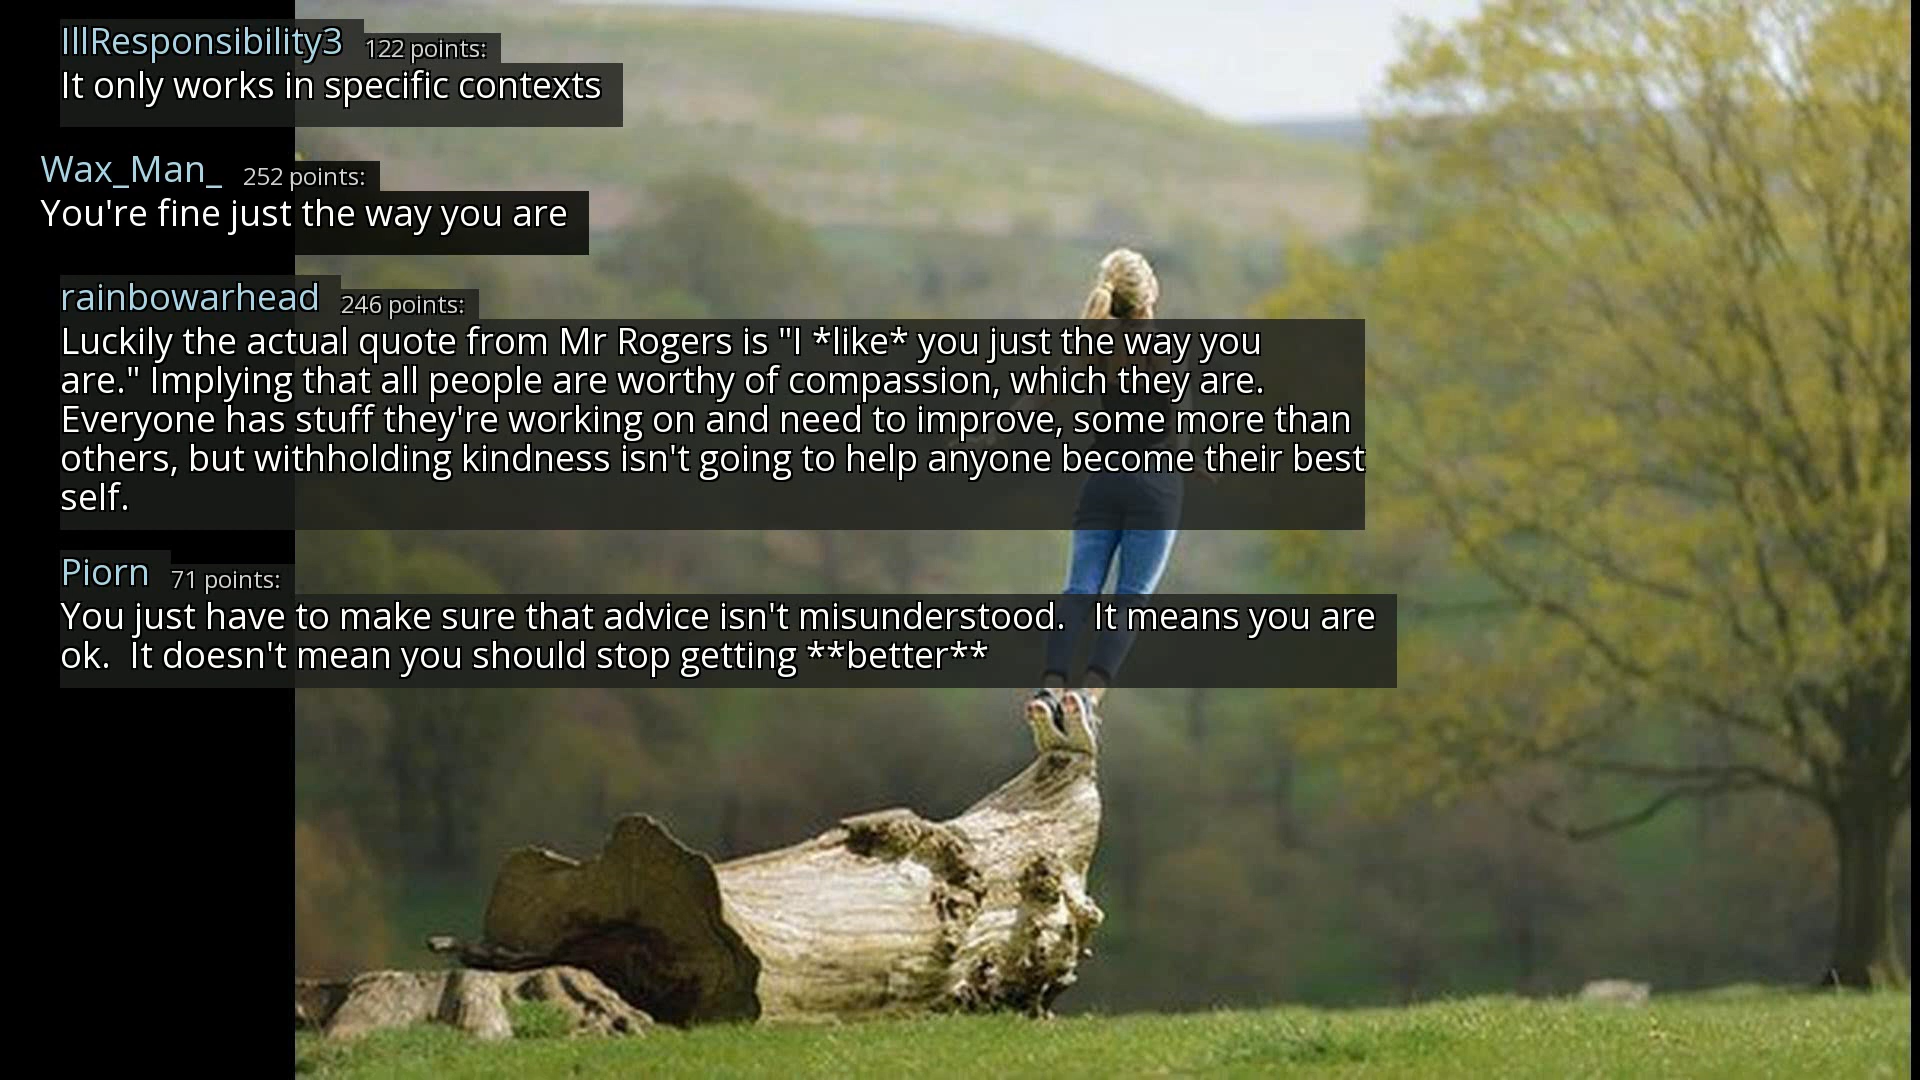 IllResponsibility3 122 points:
It only works in specific contexts
Wax_Man_ 252 points:
You're fine just the way you are
rainbowarhead 246 points:
Luckily the actual quote from Mr Rogers is "I *like* you just the way you
are." Implying that all people are worthy of compassion, which they are.
Everyone has stuff they're working on and need to improve, some more than
others, but withholding kindness isn't going to help anyone become their best
self.
Piorn 71 points:
You just have to make sure that advice isn't misunderstood.   It means you are
ok.  It doesn't mean you should stop getting **better**